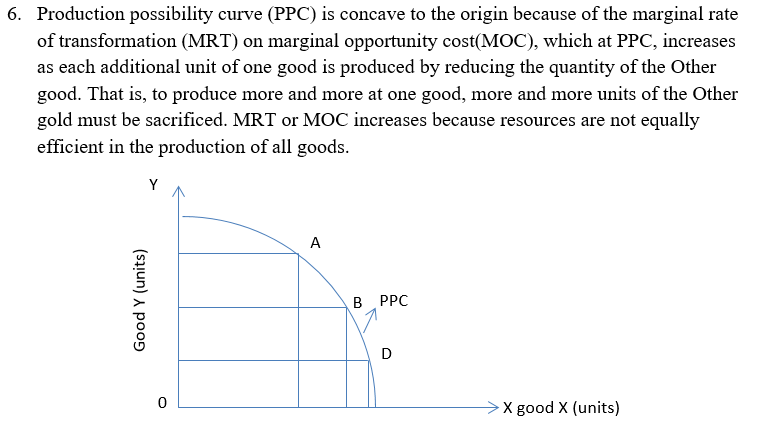 6. Production possibility curve (PPC) is concave to the origin because of the marginal rate
of transformation (MRT) on marginal opportunity cost(MOC), which at PPC, increases
as each additional unit of one good is produced by reducing the quantity of the Other
good. That is, to produce more and more at one good, more and more units of the Other
gold must be sacrificed. MRT or MOC increases because resources are not equally
efficient in the production of all goods.
Y
A
Good Y (units)
B PPC
D
0
X good X (units)